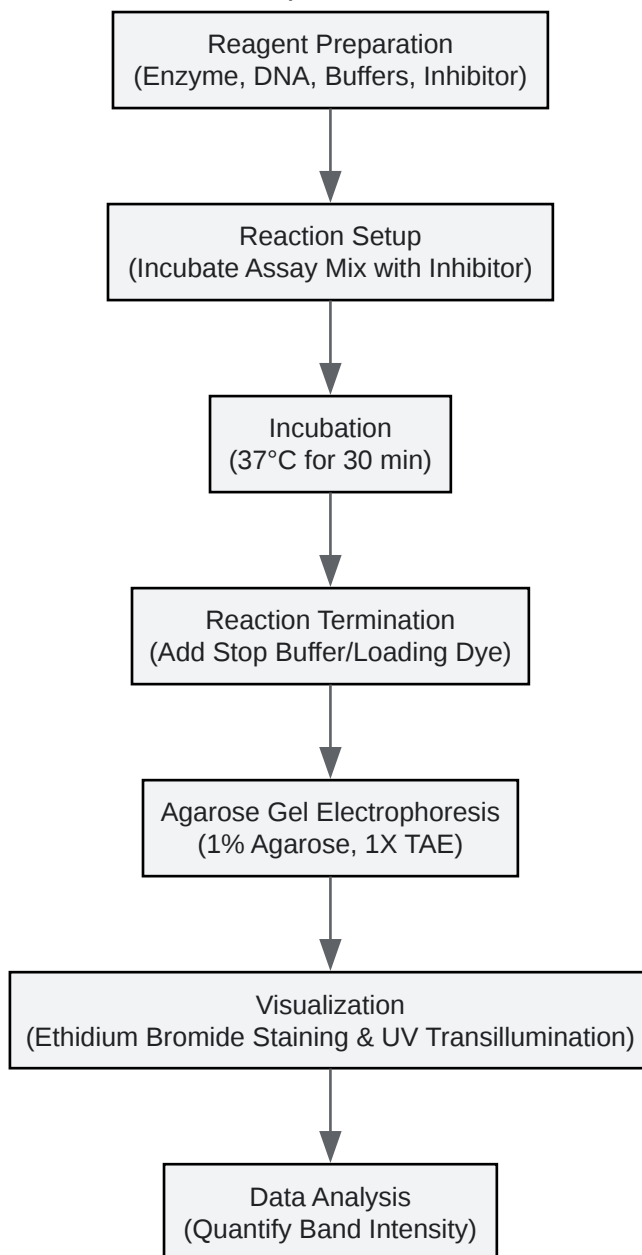 Reagent Preparation
(Enzyme, DNA, Buffers, Inhibitor)
Reaction Setup
(Incubate Assay Mix with Inhibitor)
Incubation
(37°C for 30 min)
Reaction Termination
(Add Stop Buffer/Loading Dye)
Agarose Gel Electrophoresis
(1% Agarose, 1X TAE)
Visualization
(Ethidium Bromide Staining & UV Transillumination)
Data Analysis
(Quantify Band Intensity)